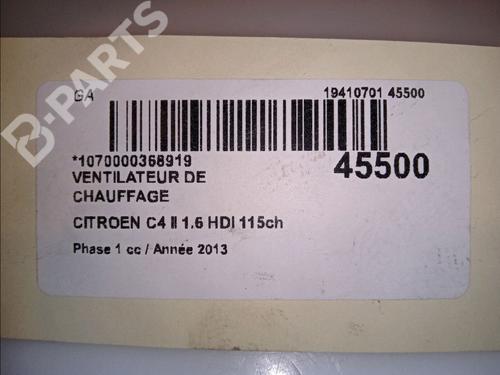 B-PARTS
GA
19410701 45500
*1070000368919
45500
VENTILATEUR DE
CHAUFFAGE
CITROEN C4 II 1.6 HDI 115ch
Phase 1 cc / Année 2013